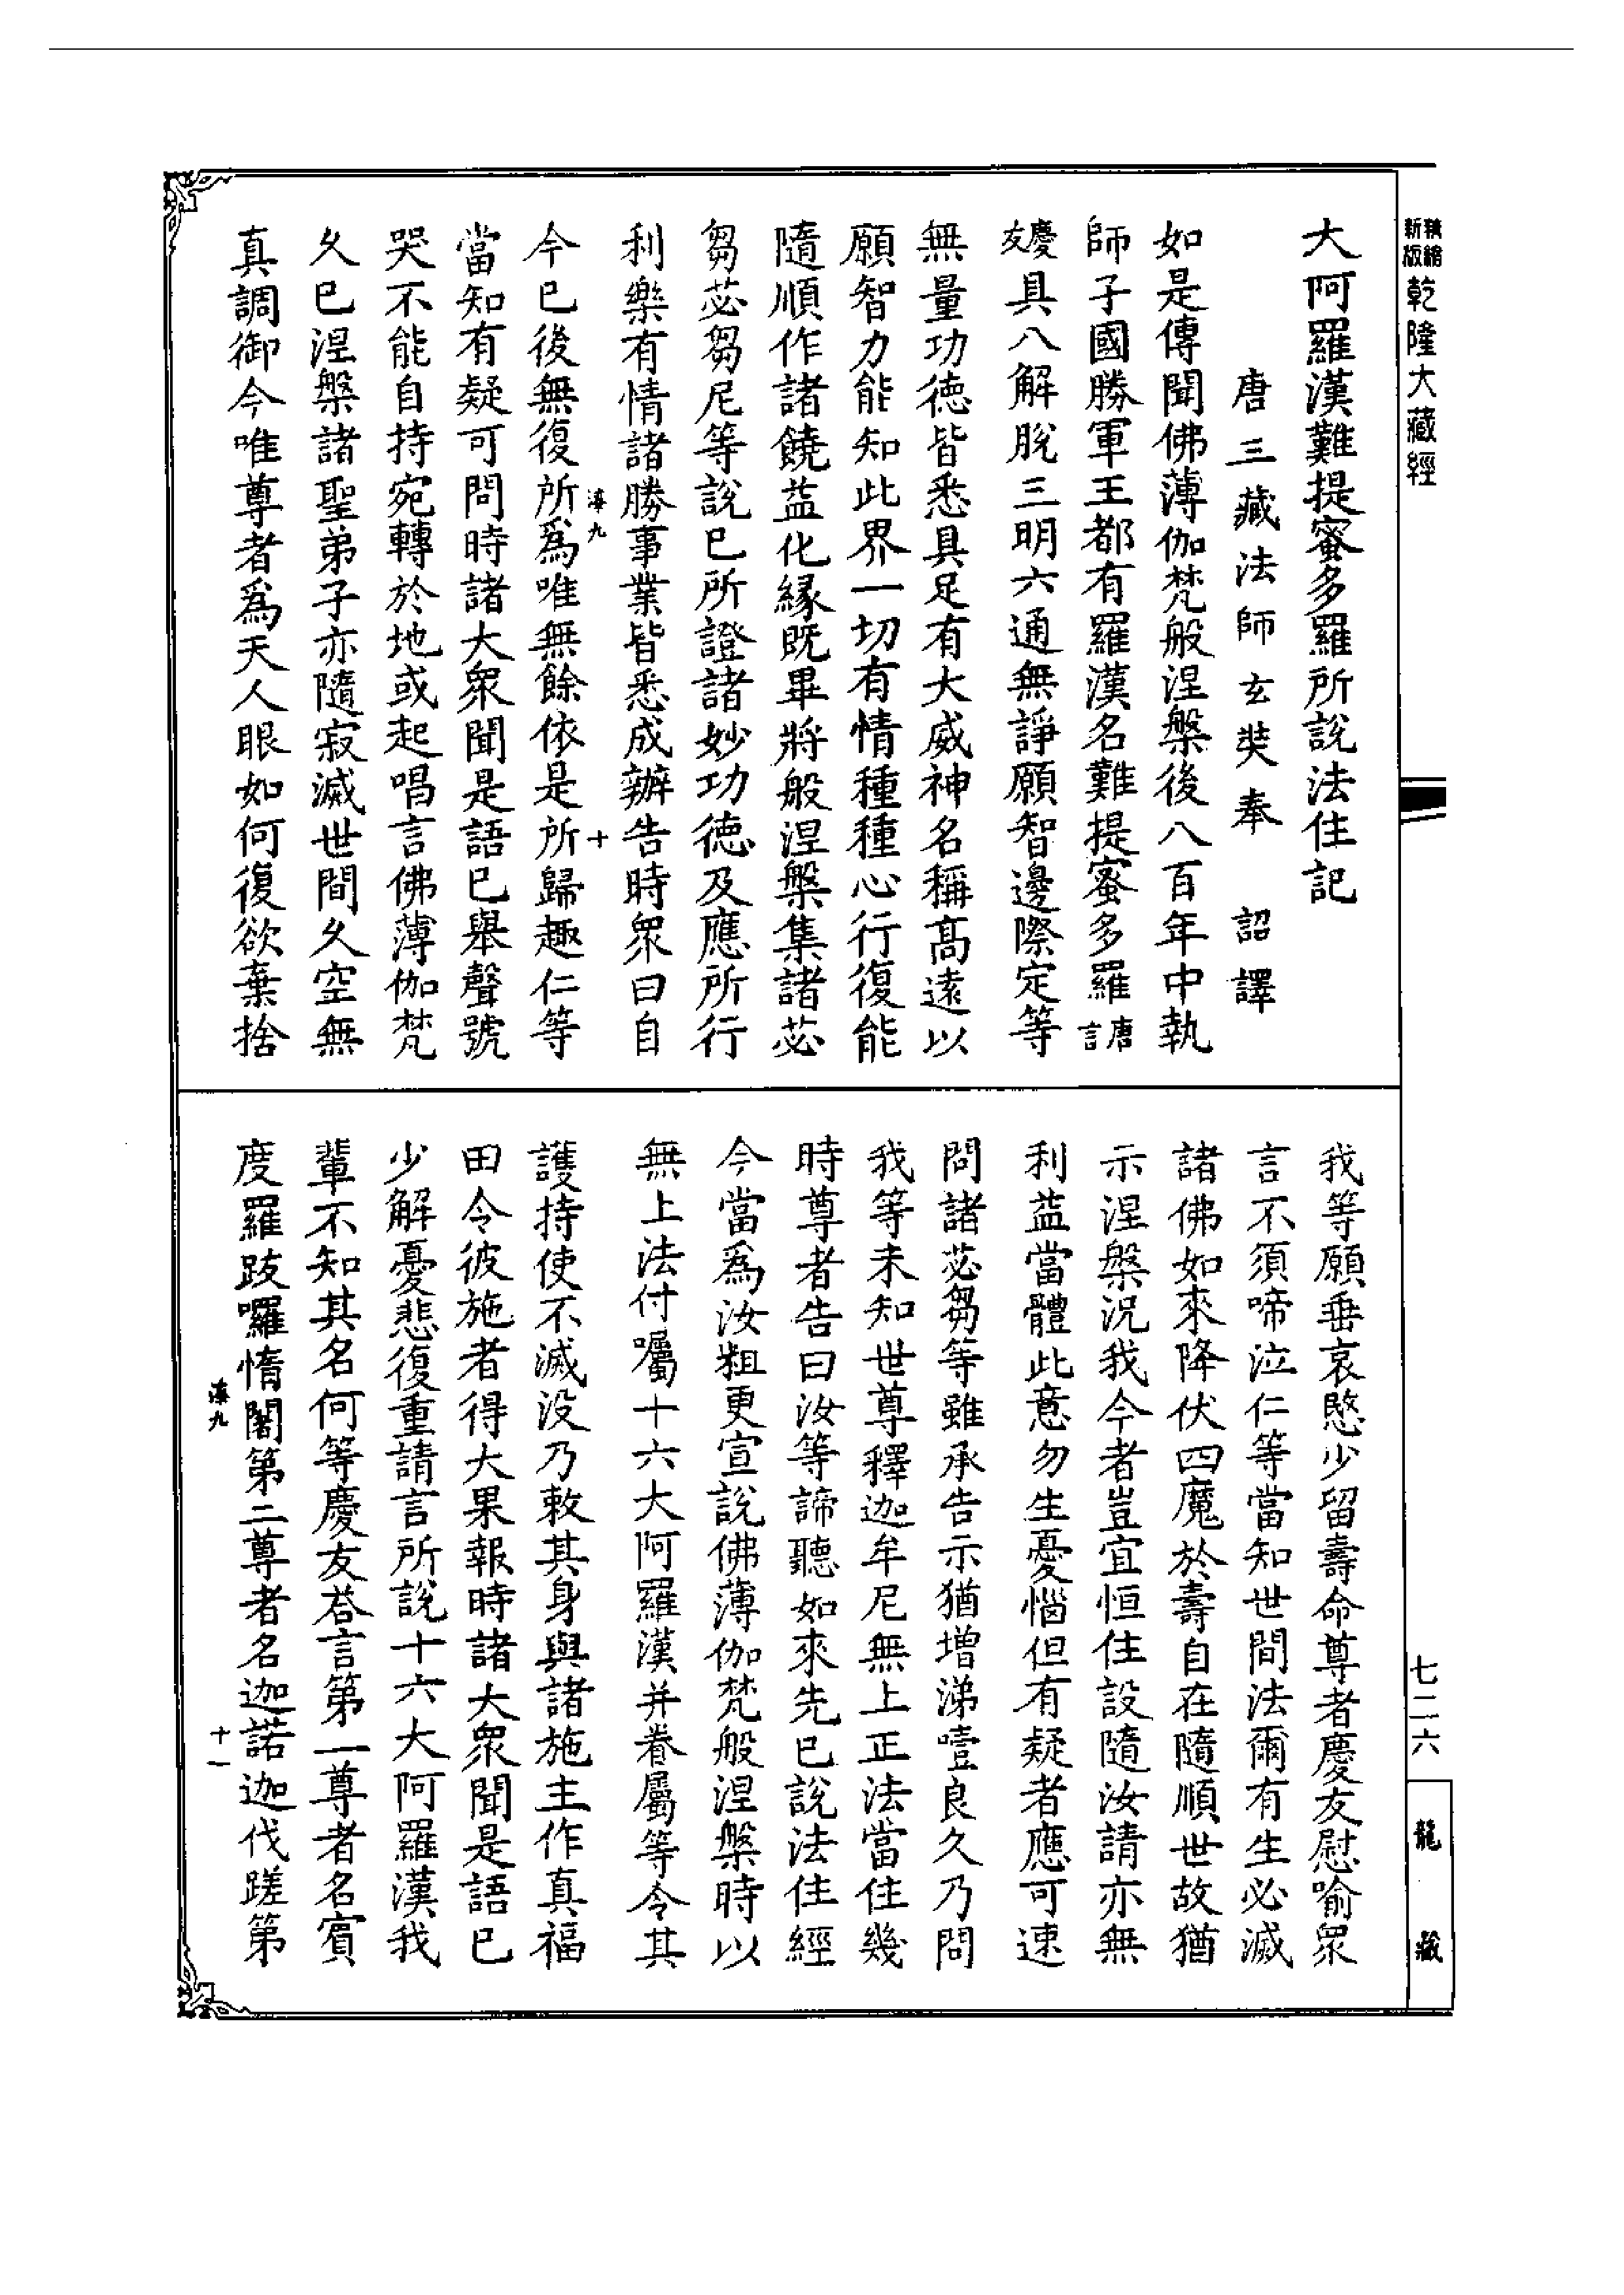 新版精縮乾隆大藏經
大阿羅漢難提蜜多羅所說法住記
唐三藏法師玄奘奉 詔譯
如是傳聞佛薄伽梵般涅槃後八百年中執
師子國勝軍王都有羅漢名難提蜜多羅唐言
慶友具八解脫三明六通無諍願智邊際定等
無量功德皆悉具足有大威神名稱高遠以
願智力能知此界一切有情種種心行復能
隨順作諸饒益化緣既畢將般涅槃集諸苾
芻苾芻尼等說已所證諸妙功德及應所行
利樂有情諸勝事業皆悉成辦告時眾曰自
今已後無復所為唯無餘依是所歸趣仁等
當知有疑可問時諸大眾聞是語已舉聲號
哭不能自持宛轉於地或起唱言佛薄伽梵
久已涅槃諸聖弟子亦隨寂滅世間久空無
真調御今唯尊者為天人眼如何復欲棄捨
我等願垂哀愍少留壽命尊者慶友慰喻眾
言不須啼泣仁等當知世間法爾有生必滅
諸佛如來降伏四魔於壽自在隨順世故猶
示涅槃況我今者豈宜恒住設隨汝請亦無
利益當體此意勿生憂惱但有疑者應可速
問諸苾芻等雖承告示猶增涕噎良久乃問
我等未知世尊釋迦牟尼無上正法當住幾
時尊者告曰汝等諦聽如來先已說法住經
今當為汝粗更宣說佛薄伽梵般涅槃時以
無上法付囑十六大阿羅漢并眷屬等令其
護持使不滅沒乃敕其身與諸施主作真福
田令彼施者得大果報時諸大眾聞是語已
少解憂悲復重請言所說十六大阿羅漢我
輩不知其名何等慶友荅言第一尊者名賓
度羅跋囉惰闍第二尊者名迦諾迦伐蹉第
九
十
九
十一
七二六
龍藏